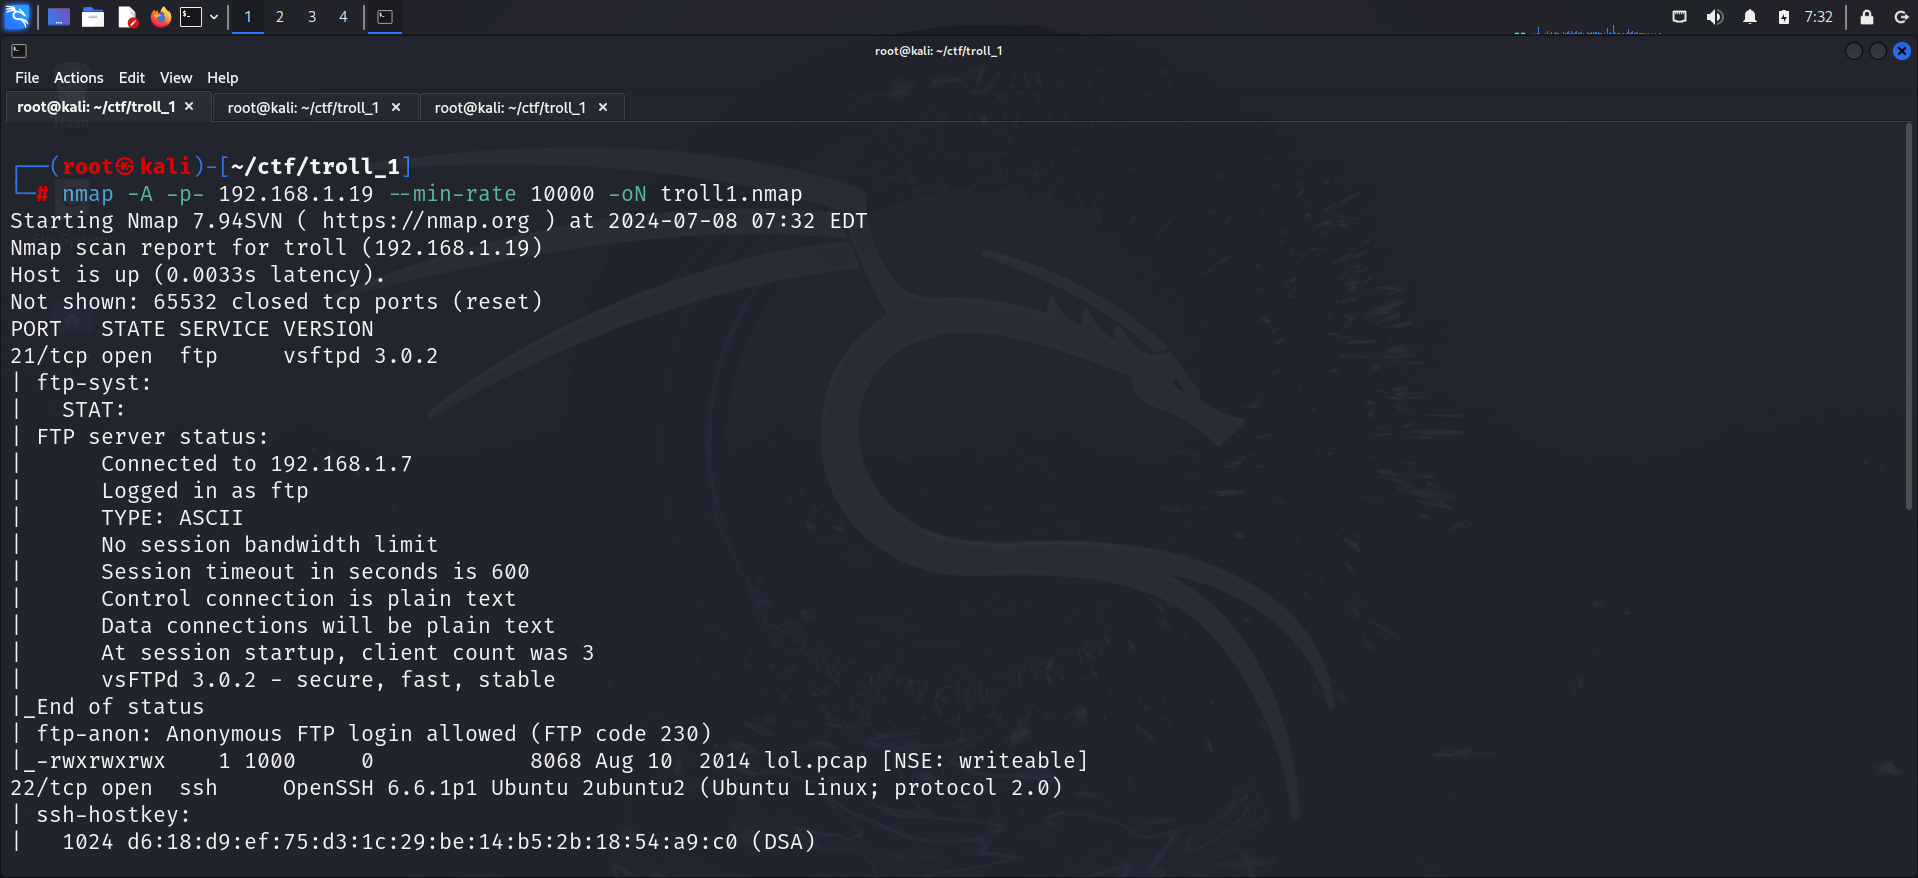 1 2 3 4 7:32
root@kali: ~/ctf/troll_1
File Actions Edit View Help
root@kali: ~/ctf/troll_1 × root@kali: ~/ctf/troll_1 × root@kali: ~/ctf/troll_1 ×
Trash
┌──(root㉿kali)-[~/ctf/troll_1]
└─# nmap -A -p- 192.168.1.19 --min-rate 10000 -oN troll1.nmap
Starting Nmap 7.94SVN ( https://nmap.org ) at 2024-07-08 07:32 EDT
Nmap scan report for troll (192.168.1.19)
Host is up (0.0033s latency).
Not shown: 65532 closed tcp ports (reset)
PORT   STATE SERVICE VERSION
21/tcp open  ftp     vsftpd 3.0.2
| ftp-syst:
|   STAT:
| FTP server status:
|      Connected to 192.168.1.7
|      Logged in as ftp
|      TYPE: ASCII
|      No session bandwidth limit
|      Session timeout in seconds is 600
|      Control connection is plain text
|      Data connections will be plain text
|      At session startup, client count was 3
|      vsFTPd 3.0.2 - secure, fast, stable
|_End of status
| ftp-anon: Anonymous FTP login allowed (FTP code 230)
|_-rwxrwxrwx    1 1000     0            8068 Aug 10  2014 lol.pcap [NSE: writeable]
22/tcp open  ssh     OpenSSH 6.6.1p1 Ubuntu 2ubuntu2 (Ubuntu Linux; protocol 2.0)
| ssh-hostkey:
|   1024 d6:18:d9:ef:75:d3:1c:29:be:14:b5:2b:18:54:a9:c0 (DSA)